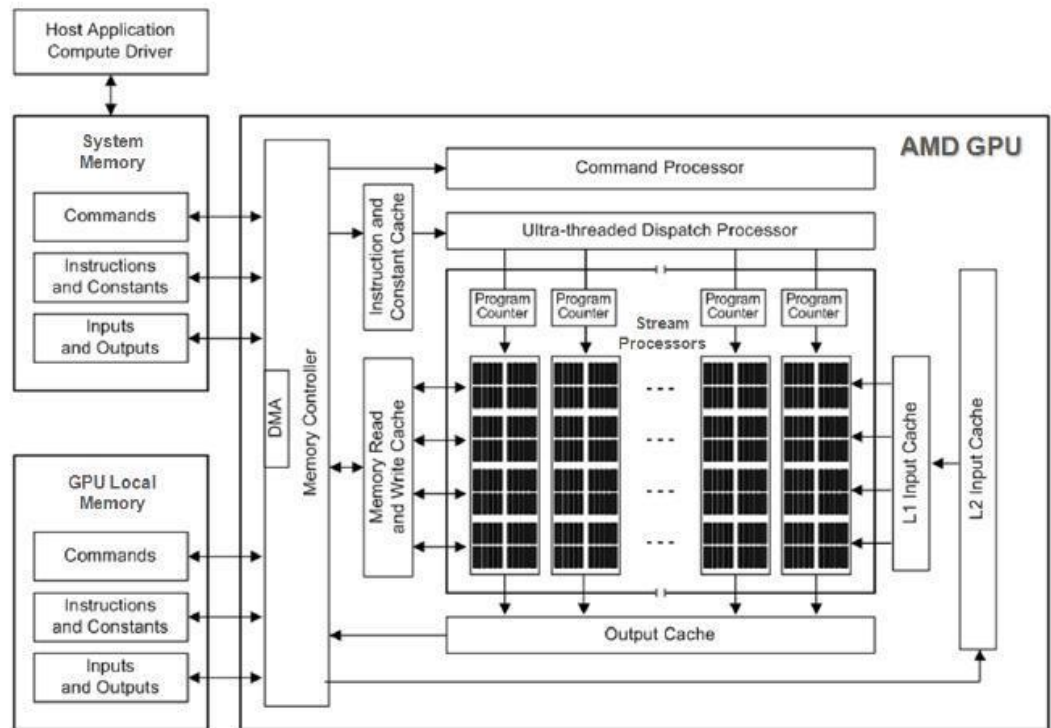 Host Application
Compute Driver
System
Memory
Commands
Instructions
and Constants
Inputs
and Outputs
GPU Local
Memory
Commands
Instructions
and Constants
Inputs
and Outputs
AMD GPU
DMA
Memory Controller
Command Processor
Instruction and
Constant Cache
Ultra-threaded Dispatch Processor
Program
Counter
Program
Counter
Program
Counter
Program
Counter
Stream
Processors
Memory Read
and Write Cache
L1 Input Cache
L2 Input Cache
Output Cache